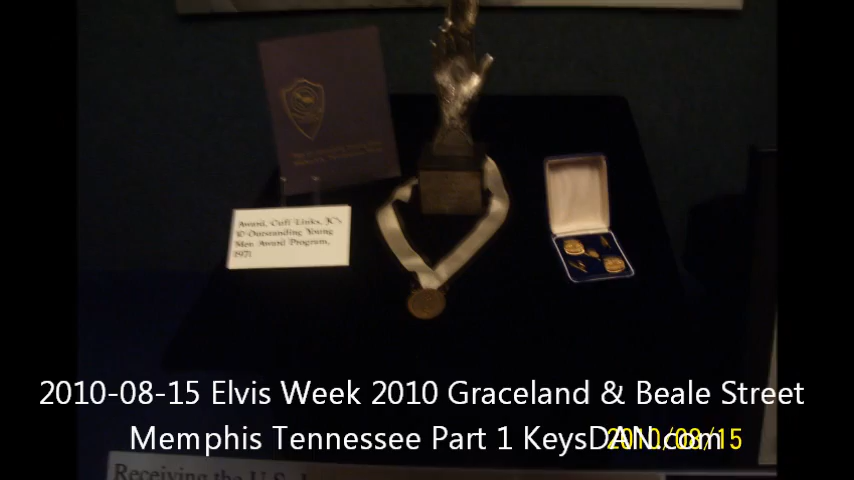 Award, Cuff Links, JC's
10 Outstanding Young
Men Award Program,
1971
2010-08-15 Elvis Week 2010 Graceland & Beale Street
Memphis Tennessee Part 1 KeysDAN.com
2010/08/15
Receiving the U.S.